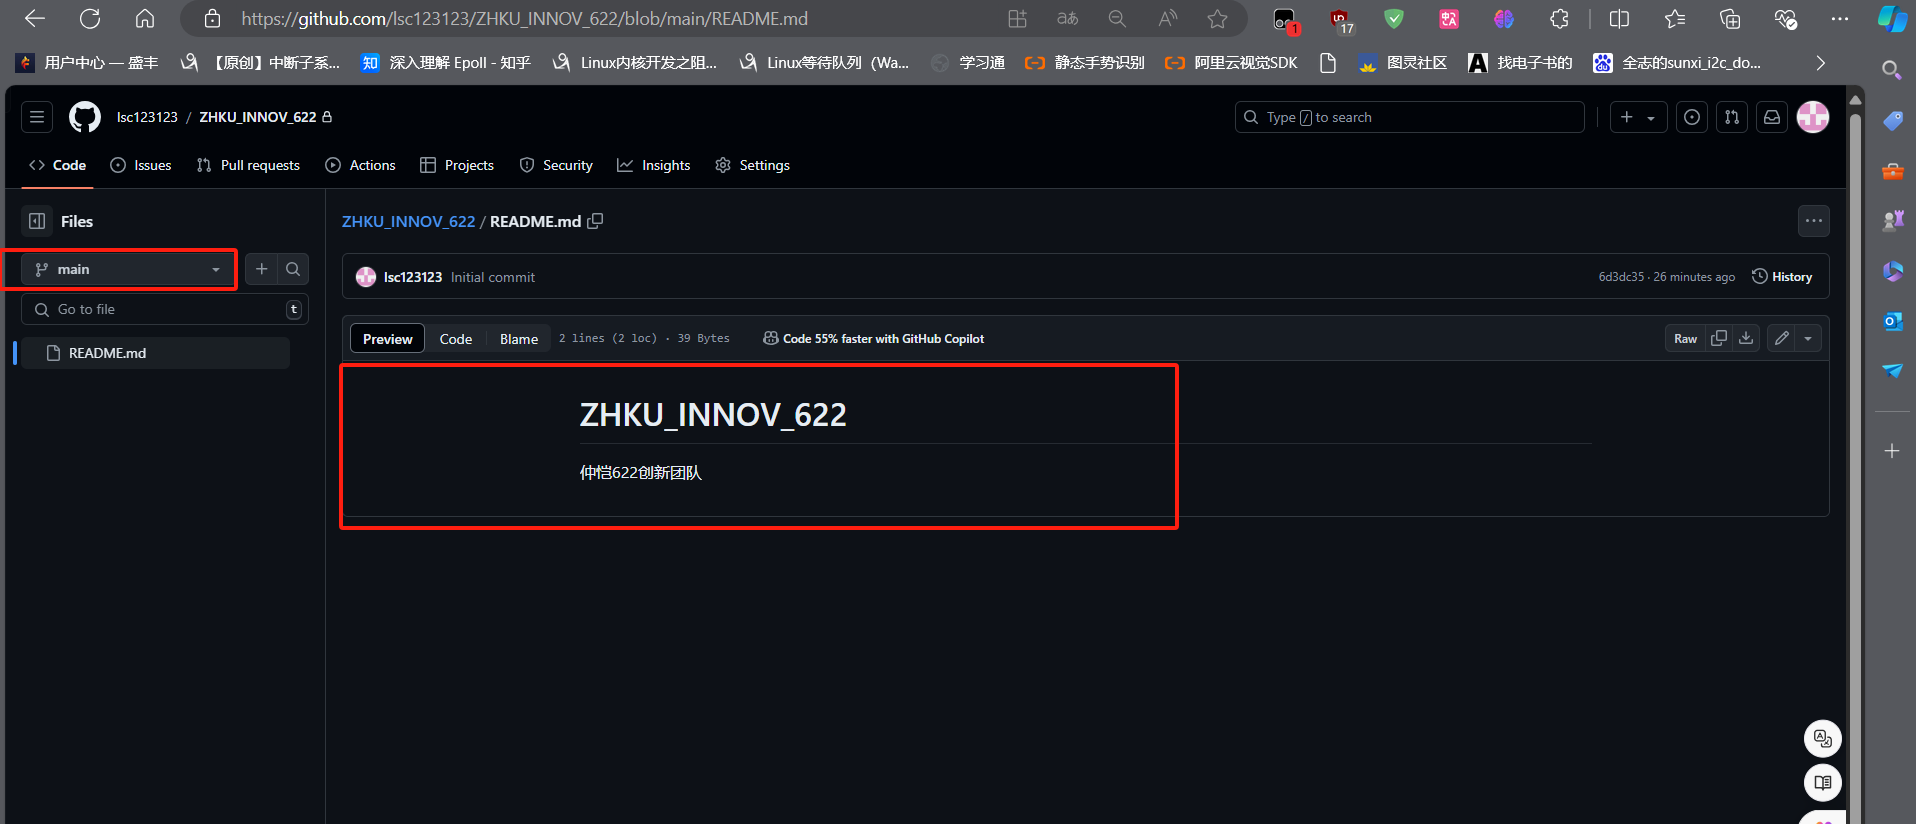 https://github.com/lsc123123/ZHKU_INNOV_622/blob/main/README.md
aあ
A
1
17
用户中心 — 盛丰
【原创】中断子系...
知
深入理解 Epoll - 知乎
Linux内核开发之阻...
Linux等待队列（Wa...
学习通
静态手势识别
阿里云视觉SDK
图灵社区
A
找电子书的
du
全志的sunxi_i2c_do...
lsc123123 / ZHKU_INNOV_622
Type / to search
Code
Issues
Pull requests
Actions
Projects
Security
Insights
Settings
Files
main
Go to file
t
README.md
ZHKU_INNOV_622 / README.md
lsc123123 Initial commit
6d3dc35 · 26 minutes ago
History
Preview
Code
Blame
2 lines (2 loc) · 39 Bytes
Code 55% faster with GitHub Copilot
Raw
ZHKU_INNOV_622
仲恺622创新团队